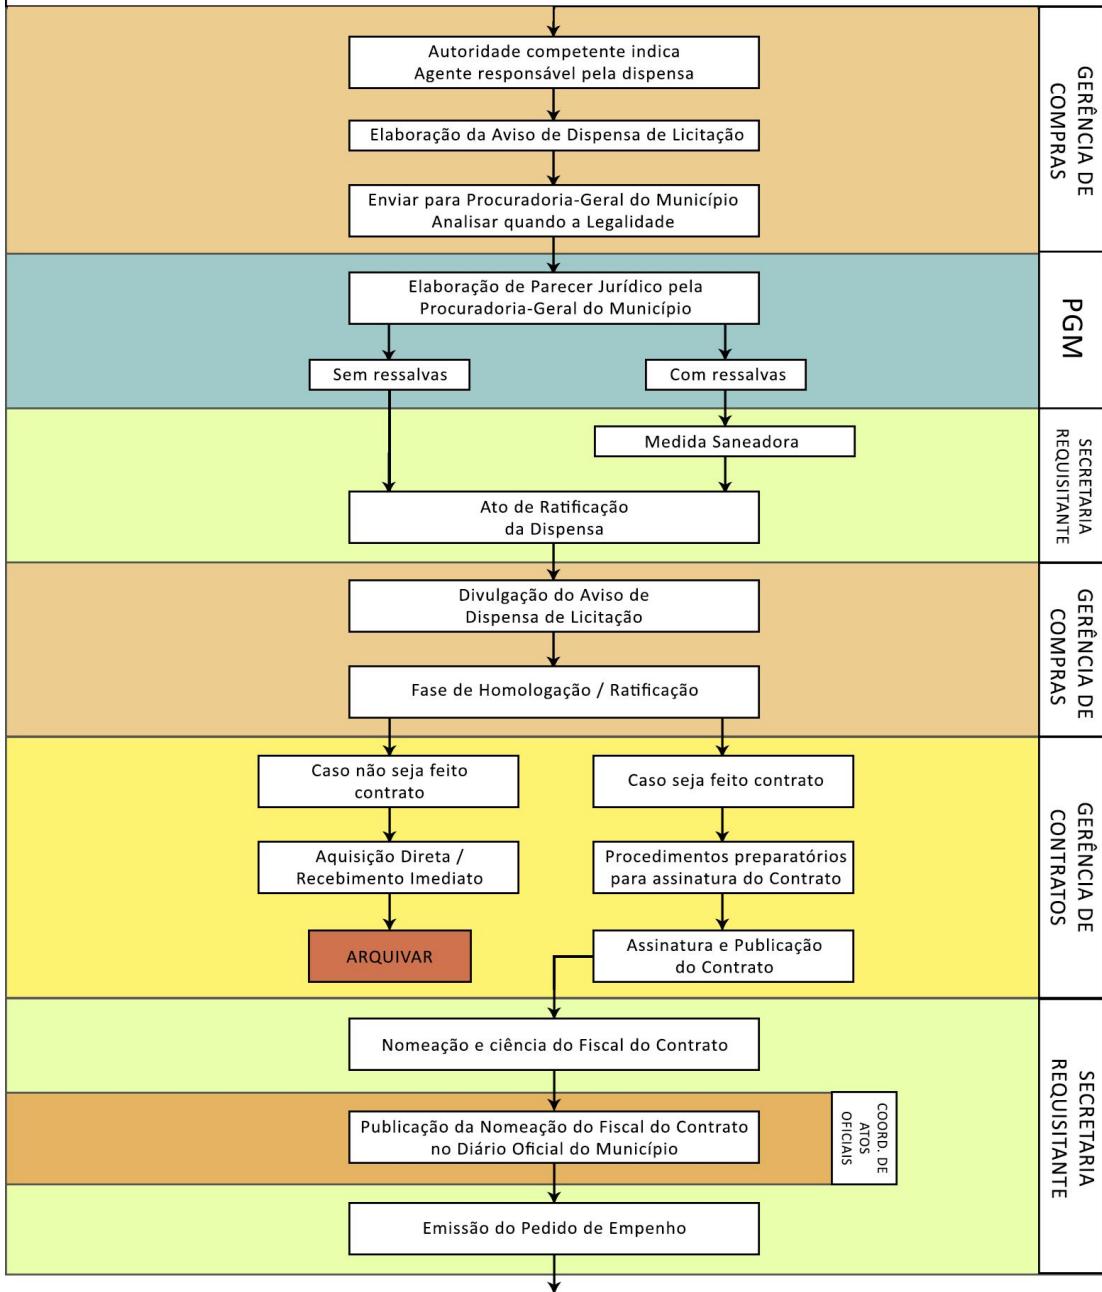 Autoridade competente indica
Agente responsável pela dispensa
GERÊNCIA DE
COMPRAS
Elaboração da Aviso de Dispensa de Licitação
Enviar para Procuradoria-Geral do Município
Analisar quando a Legalidade
Elaboração de Parecer Jurídico pela
Procuradoria-Geral do Município
PGM
Sem ressalvas
Com ressalvas
Medida Saneadora
SECRETARIA
REQUISITANTE
Ato de Ratificação
da Dispensa
Divulgação do Aviso de
Dispensa de Licitação
GERÊNCIA DE
COMPRAS
Fase de Homologação / Ratificação
Caso não seja feito
contrato
Caso seja feito contrato
GERÊNCIA DE
CONTRATOS
Aquisição Direta /
Recebimento Imediato
Procedimentos preparatórios
para assinatura do Contrato
ARQUIVAR
Assinatura e Publicação
do Contrato
Nomeação e ciência do Fiscal do Contrato
SECRETARIA
REQUISITANTE
Publicação da Nomeação do Fiscal do Contrato
no Diário Oficial do Município
COORD. DE
ATOS
OFICIAIS
Emissão do Pedido de Empenho